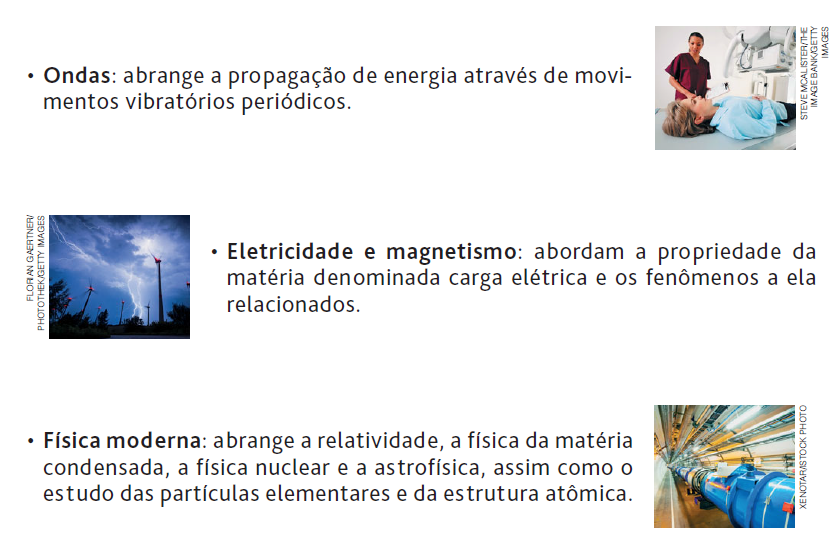 • Ondas: abrange a propagação de energia através de movi-
mentos vibratórios periódicos.
STEVE MCALISTER/THE
IMAGE BANK/GETTY
IMAGES
FLORIAN GAERTNER/
PHOTOTHEK/GETTY IMAGES
• Eletricidade e magnetismo: abordam a propriedade da
matéria denominada carga elétrica e os fenômenos a ela
relacionados.
• Física moderna: abrange a relatividade, a física da matéria
condensada, a física nuclear e a astrofísica, assim como o
estudo das partículas elementares e da estrutura atômica.
XENOTAR/ISTOCK PHOTO